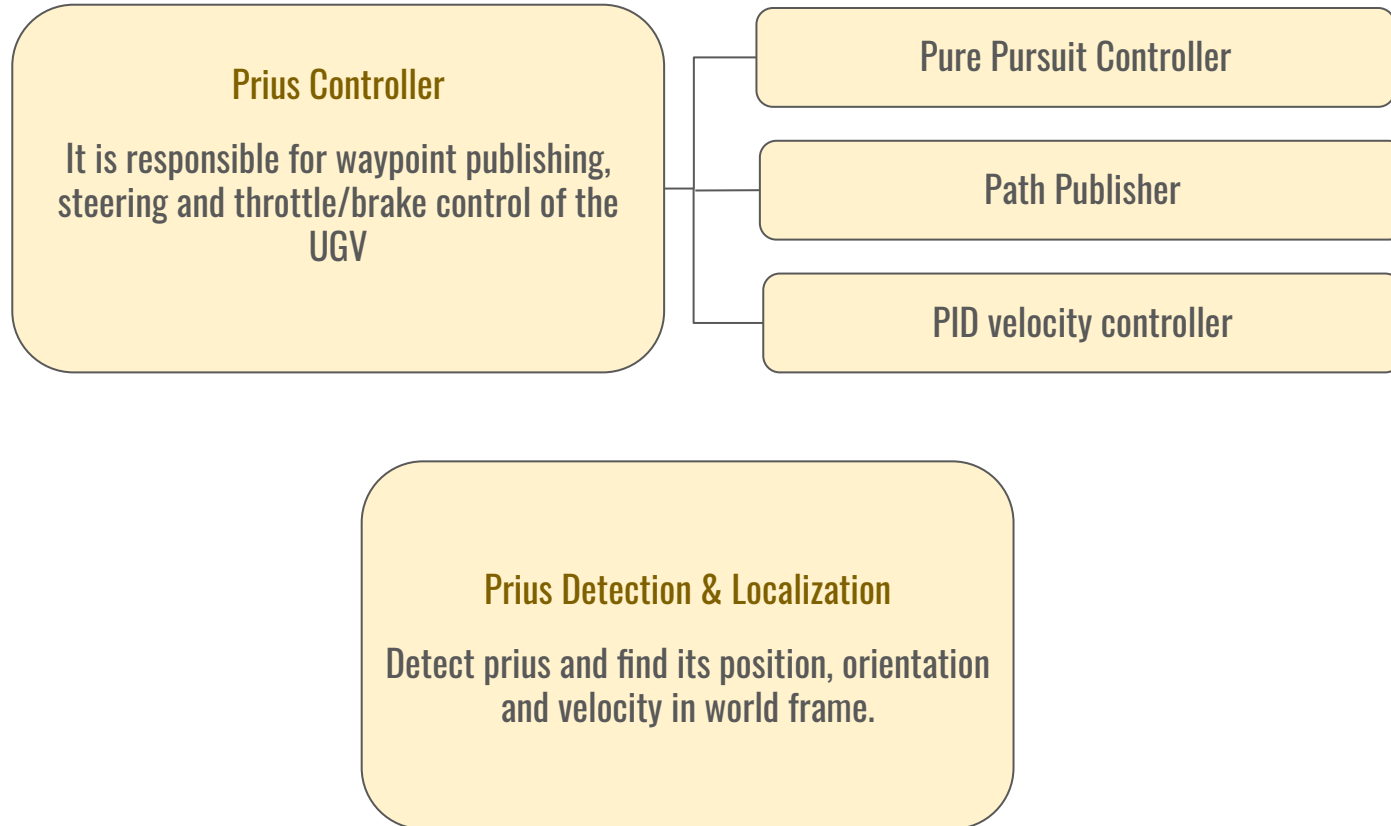 Prius Controller
It is responsible for waypoint publishing,
steering and throttle/brake control of the
UGV
Pure Pursuit Controller
Path Publisher
PID velocity controller
Prius Detection & Localization
Detect prius and find its position, orientation
and velocity in world frame.